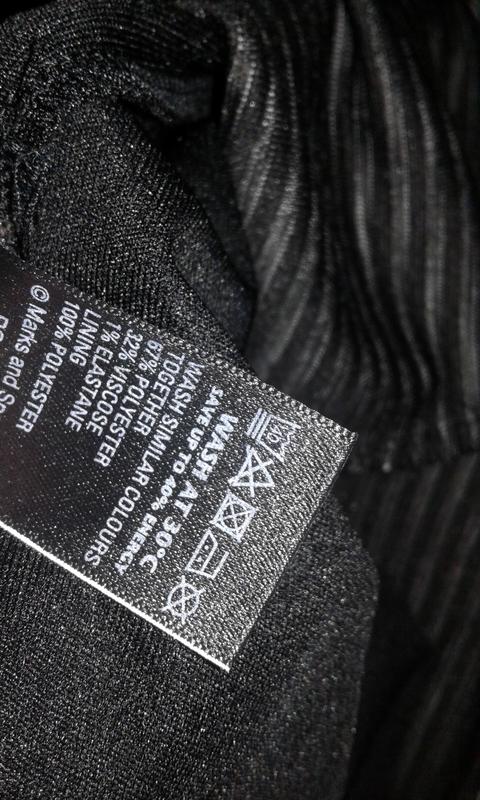 WASH AT 30°C
SAVE UP TO 40% ENERGY
WASH SIMILAR COLOURS
TOGETHER
67% POLYESTER
32% VISCOSE
1% ELASTANE
LINING
100% POLYESTER
© Marks and